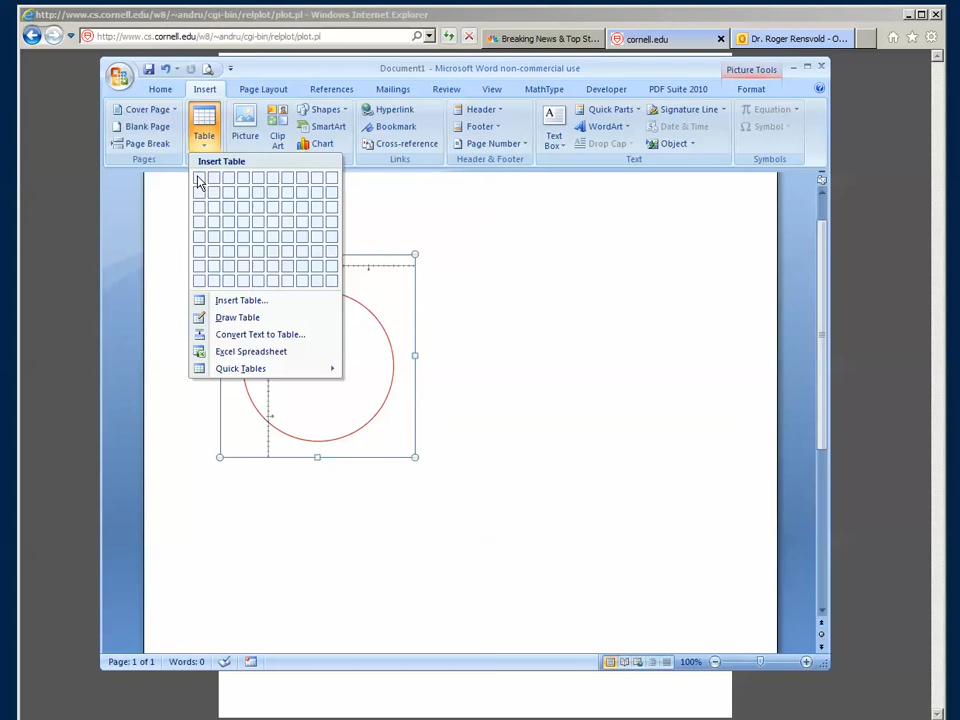 http://www.cs.cornell.edu/w8/~andru/cgi-bin/relplot/plot.pl - Windows Internet Explorer
http://www.cs.cornell.edu/w8/~andru/cgi-bin/relplot/plot.pl
Breaking News & Top St...
cornell.edu
Dr. Roger Rensvold - O...
Document1 - Microsoft Word non-commercial use
Picture Tools
Home Insert Page Layout References Mailings Review View MathType Developer PDF Suite 2010 Format
Cover Page
Blank Page
Page Break
Pages
Table
Picture
Clip Art
Shapes
SmartArt
Chart
Hyperlink
Bookmark
Cross-reference
Links
Header
Footer
Page Number
Header & Footer
A
Text Box
Quick Parts
WordArt
Drop Cap
Signature Line
Date & Time
Object
Text
π Equation
Ω Symbol
Symbols
Insert Table
Insert Table...
Draw Table
Convert Text to Table...
Excel Spreadsheet
Quick Tables
Page: 1 of 1 Words: 0
100%